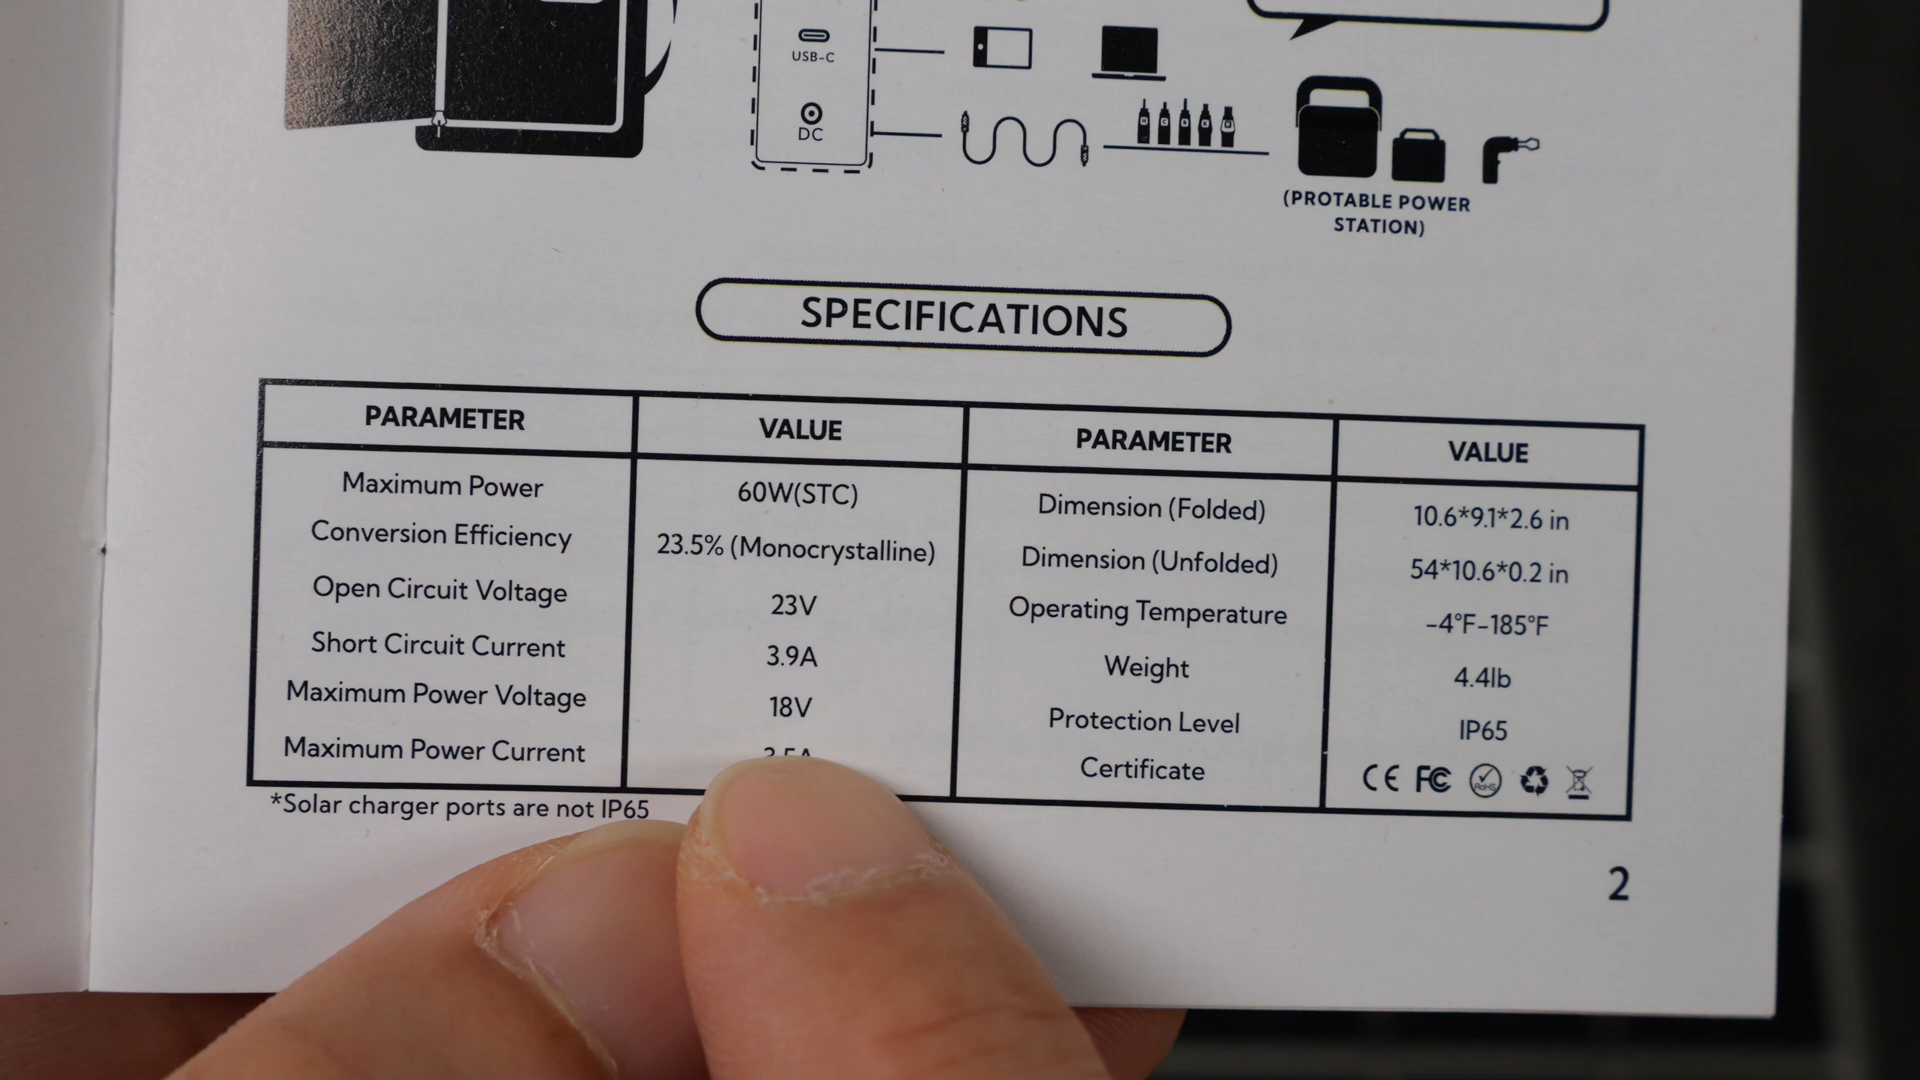 USB-C
DC
(PROTABLE POWER
STATION)
SPECIFICATIONS
PARAMETER VALUE PARAMETER VALUE
Maximum Power 60W(STC) Dimension (Folded) 10.6*9.1*2.6 in
Conversion Efficiency 23.5% (Monocrystalline) Dimension (Unfolded) 54*10.6*0.2 in
Open Circuit Voltage 23V Operating Temperature -4°F-185°F
Short Circuit Current 3.9A Weight 4.4lb
Maximum Power Voltage 18V Protection Level IP65
Maximum Power Current Certificate CE FC RoHS
*Solar charger ports are not IP65
2